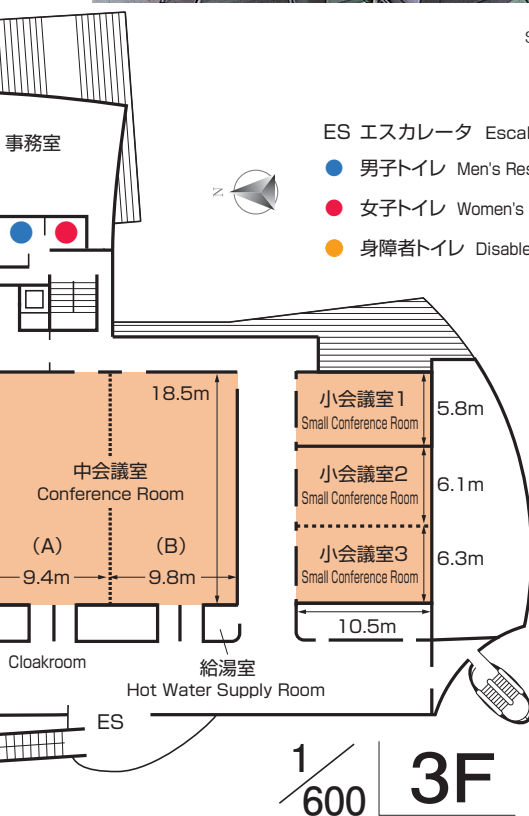 S
事務室
ES エスカレータ Escal
男子トイレ Men's Res
女子トイレ Women's
身障者トイレ Disable
N
18.5m
中会議室
Conference Room
(A)
(B)
9.4m
9.8m
小会議室1
Small Conference Room
5.8m
小会議室2
Small Conference Room
6.1m
小会議室3
Small Conference Room
6.3m
10.5m
Cloakroom
給湯室
Hot Water Supply Room
ES
1/600
3F